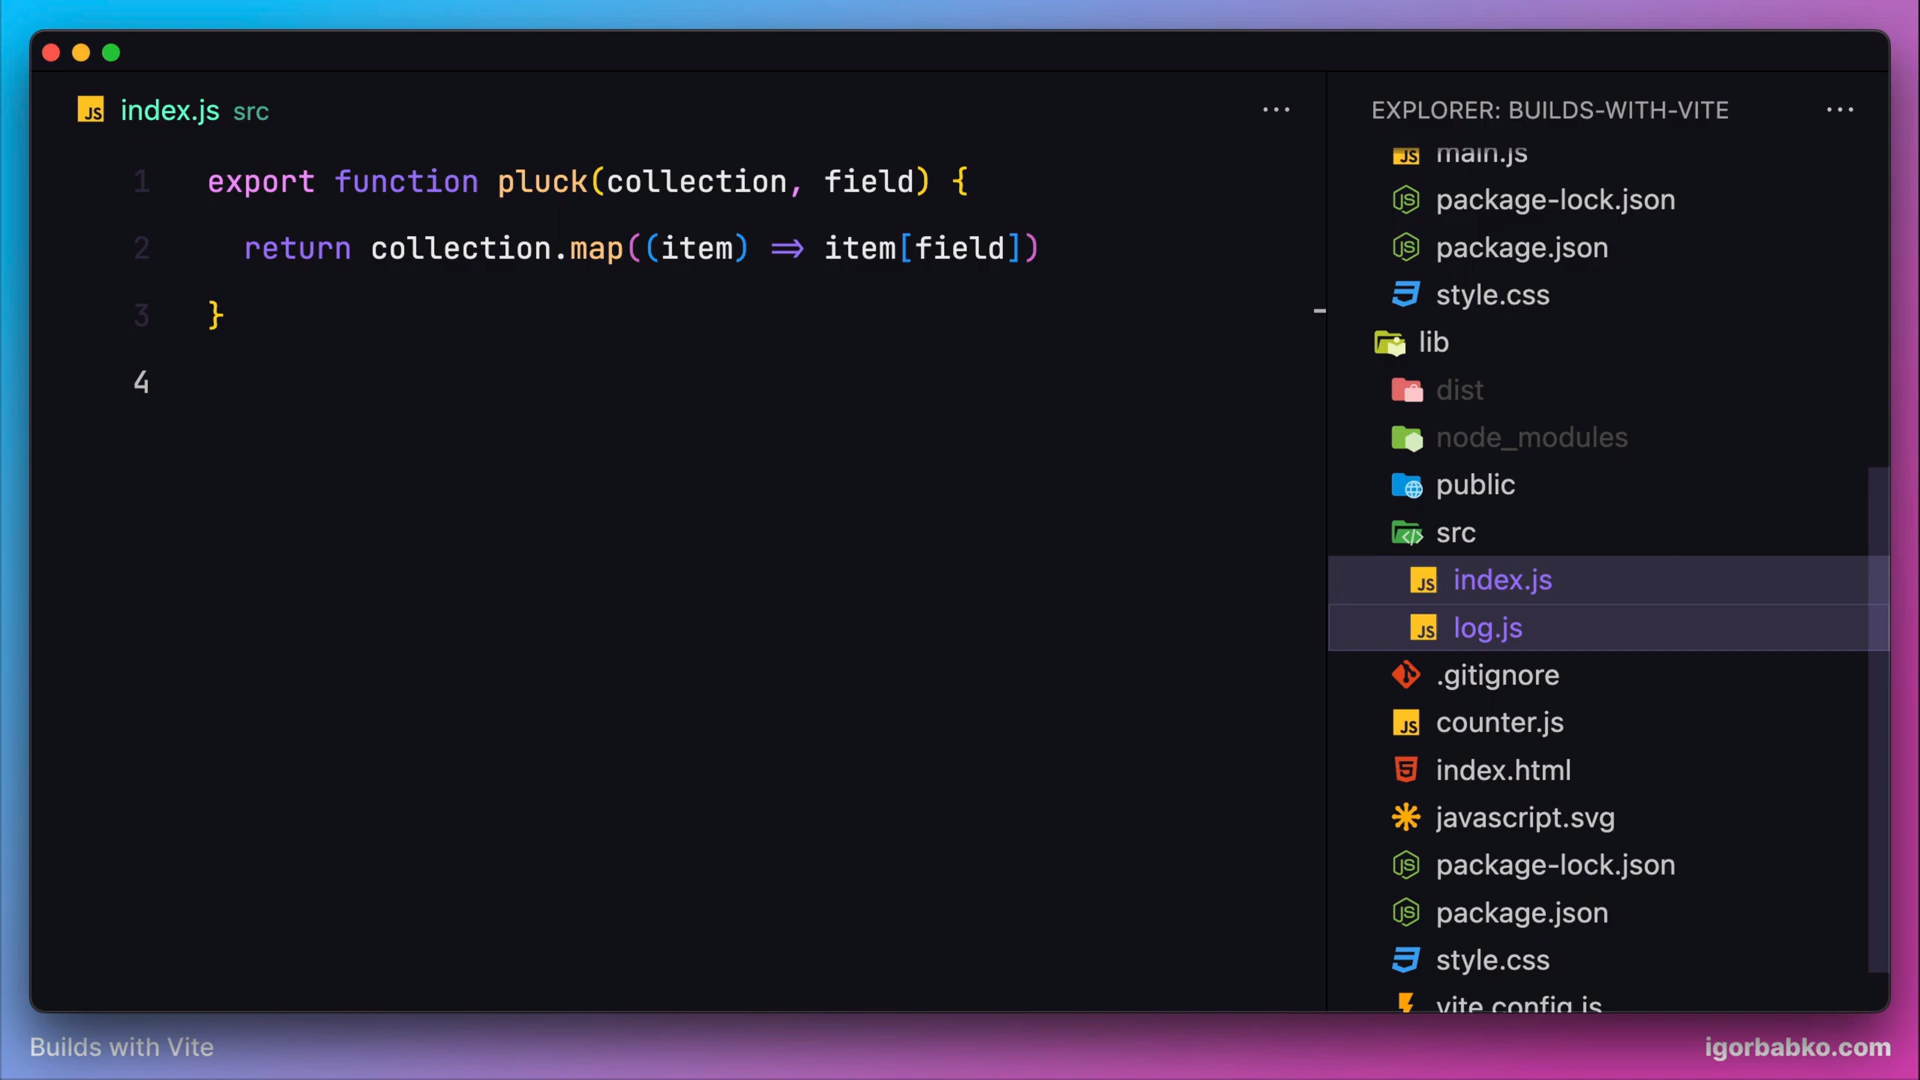 index.js src
1 export function pluck(collection, field) {
2 return collection.map((item) => item[field])
3 }
4
EXPLORER: BUILDS-WITH-VITE
main.js
package-lock.json
package.json
style.css
lib
dist
node_modules
public
src
index.js
log.js
.gitignore
counter.js
index.html
javascript.svg
package-lock.json
package.json
style.css
vite.config.js
Builds with Vite
igorbabko.com